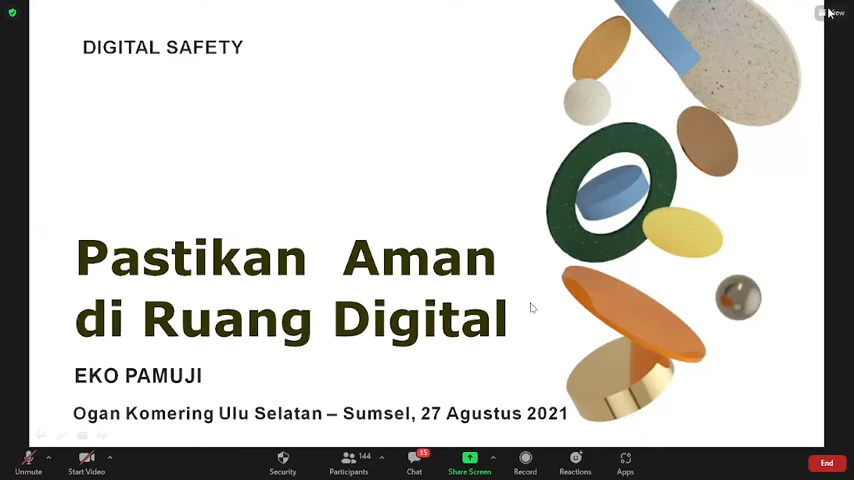 View
DIGITAL SAFETY
Pastikan Aman
di Ruang Digital
EKO PAMUJI
Ogan Komering Ulu Selatan – Sumsel, 27 Agustus 2021
144
15
Unmute
Start Video
Security
Participants
Chat
Share Screen
Record
Reactions
Apps
End